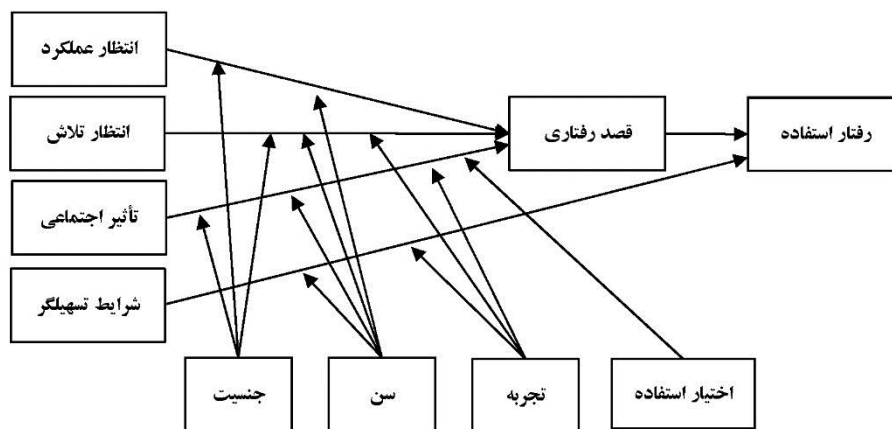 انتظار عملکرد
انتظار تلاش
قصد رفتاری
رفتار استفاده
تأثیر اجتماعی
شرایط تسهیلگر
جنسیت
سن
تجربه
اختیار استفاده